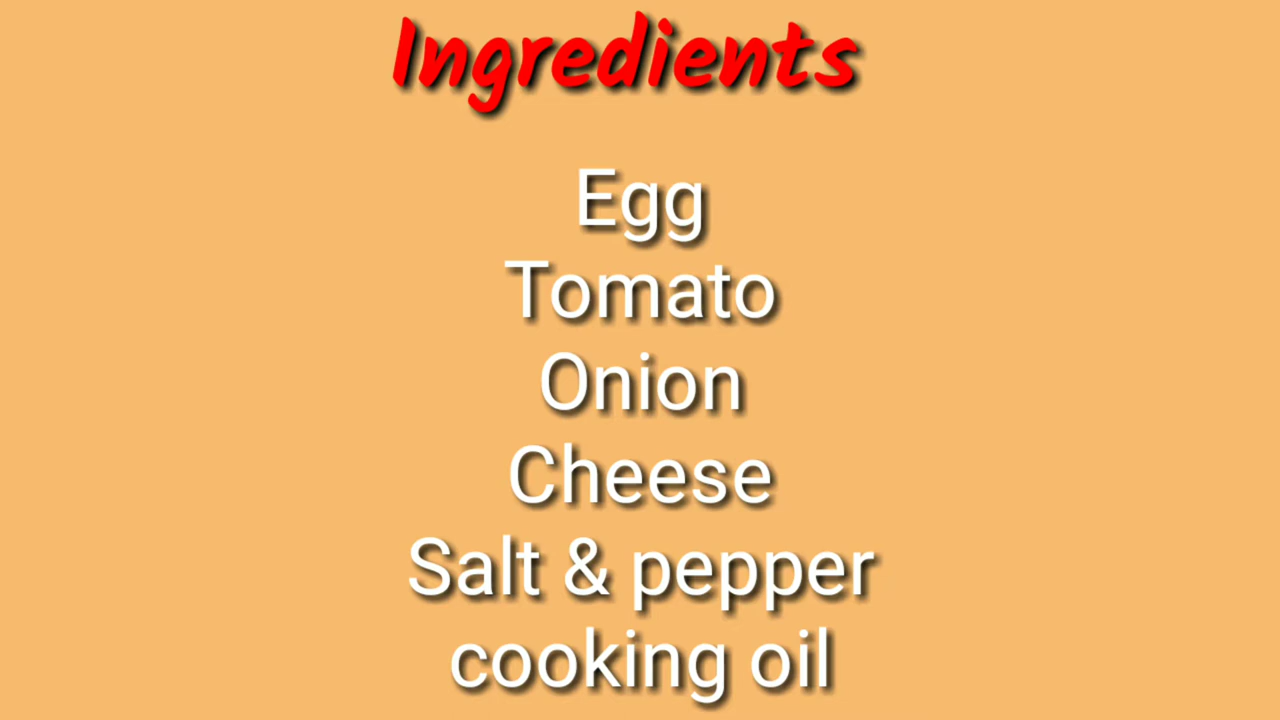 Ingredients
Egg
Tomato
Onion
Cheese
Salt & pepper
cooking oil